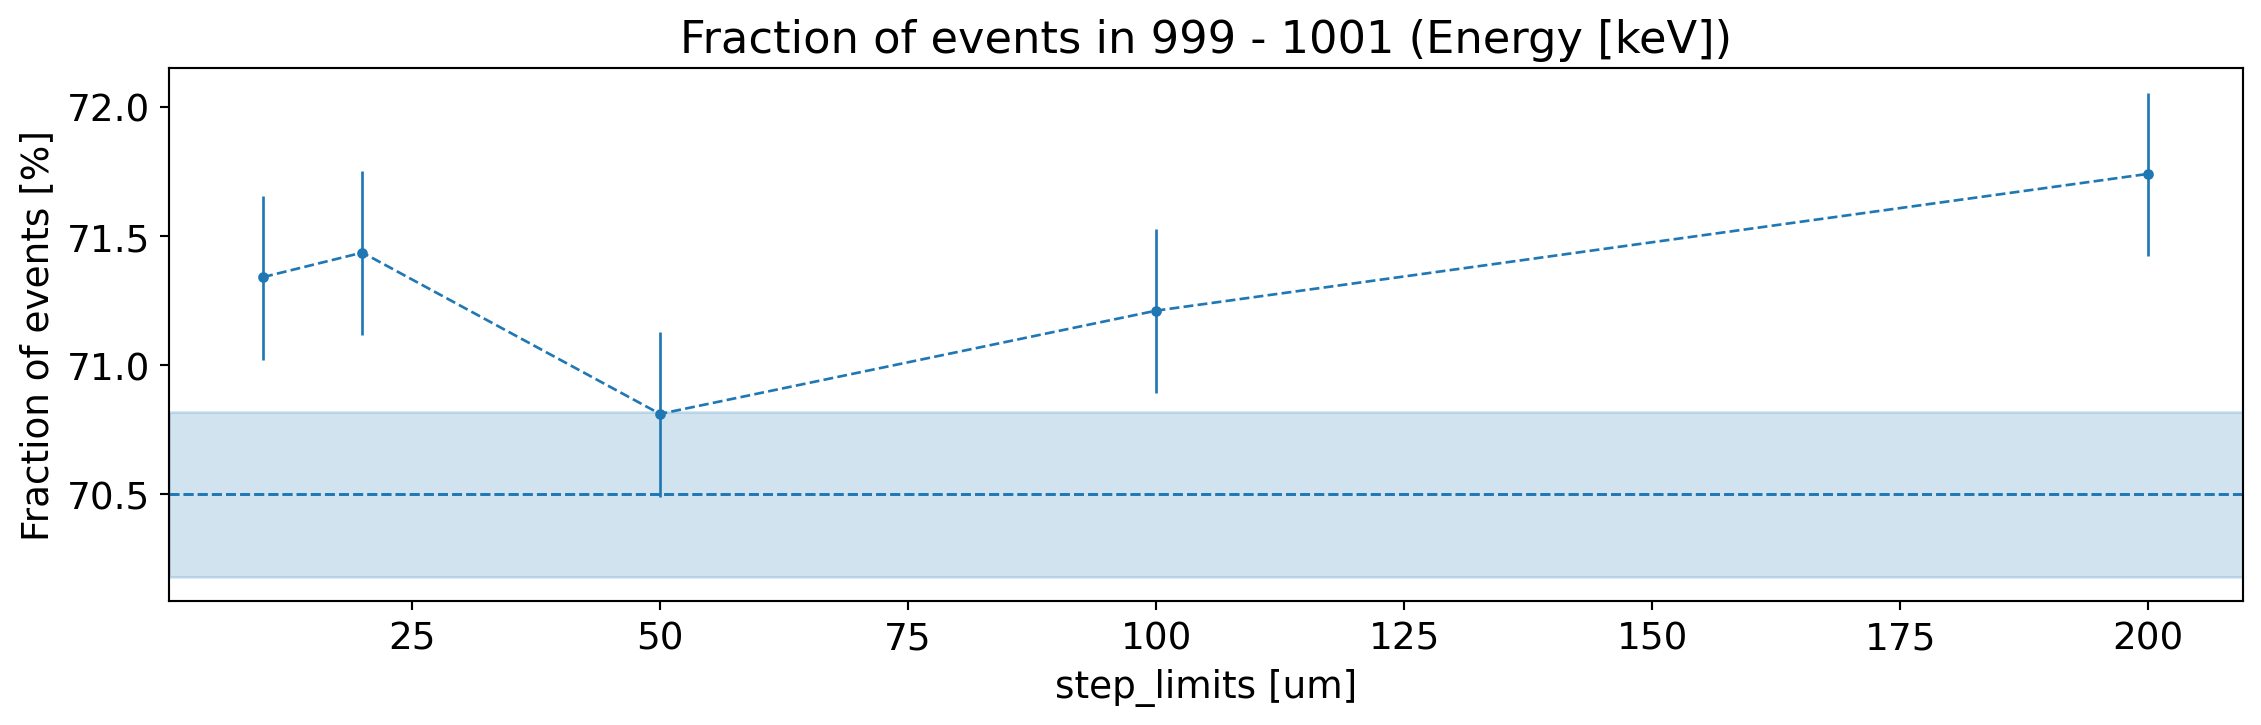 Fraction of events in 999 - 1001 (Energy [keV])
Fraction of events [%]
72.0
71.5
71.0
70.5
25 50 75 100 125 150 175 200
step_limits [um]